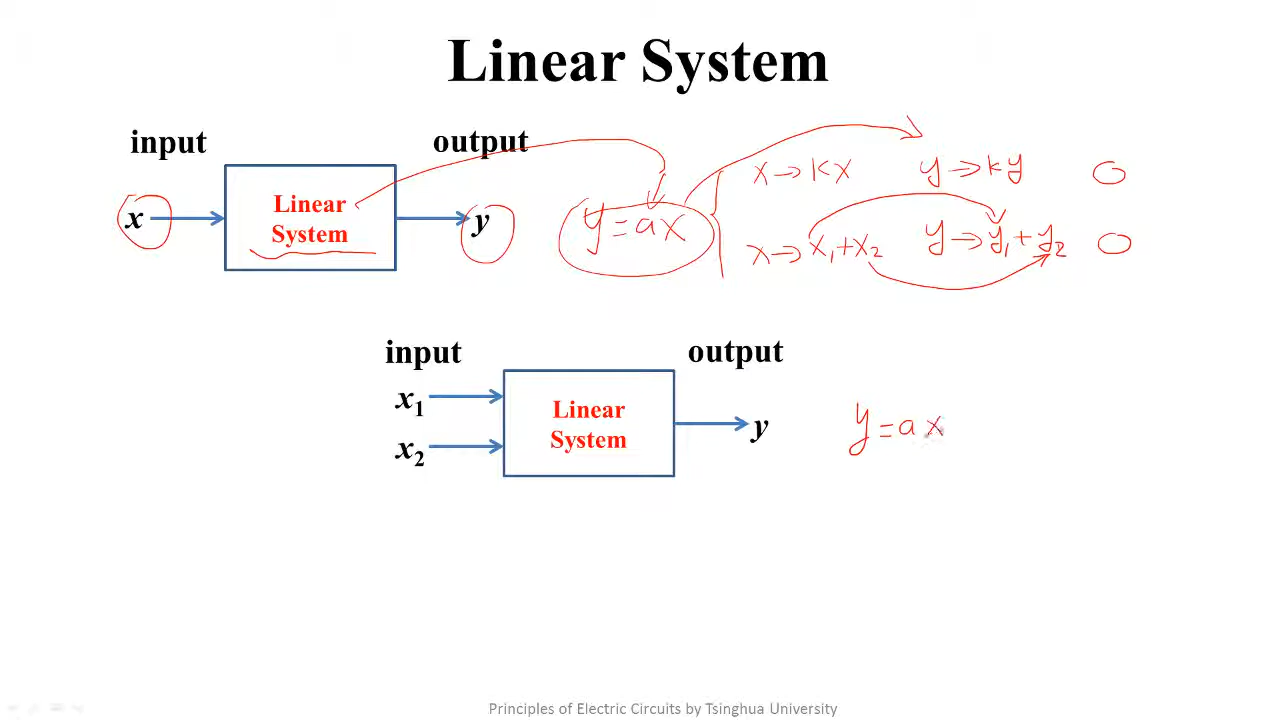 Linear System
input
output
x
Linear
System
y
y=ax
x→kx y→ky
x→x₁+x₂ y→y₁+y₂
input
output
x₁
x₂
Linear
System
y
y=ax
Principles of Electric Circuits by Tsinghua University